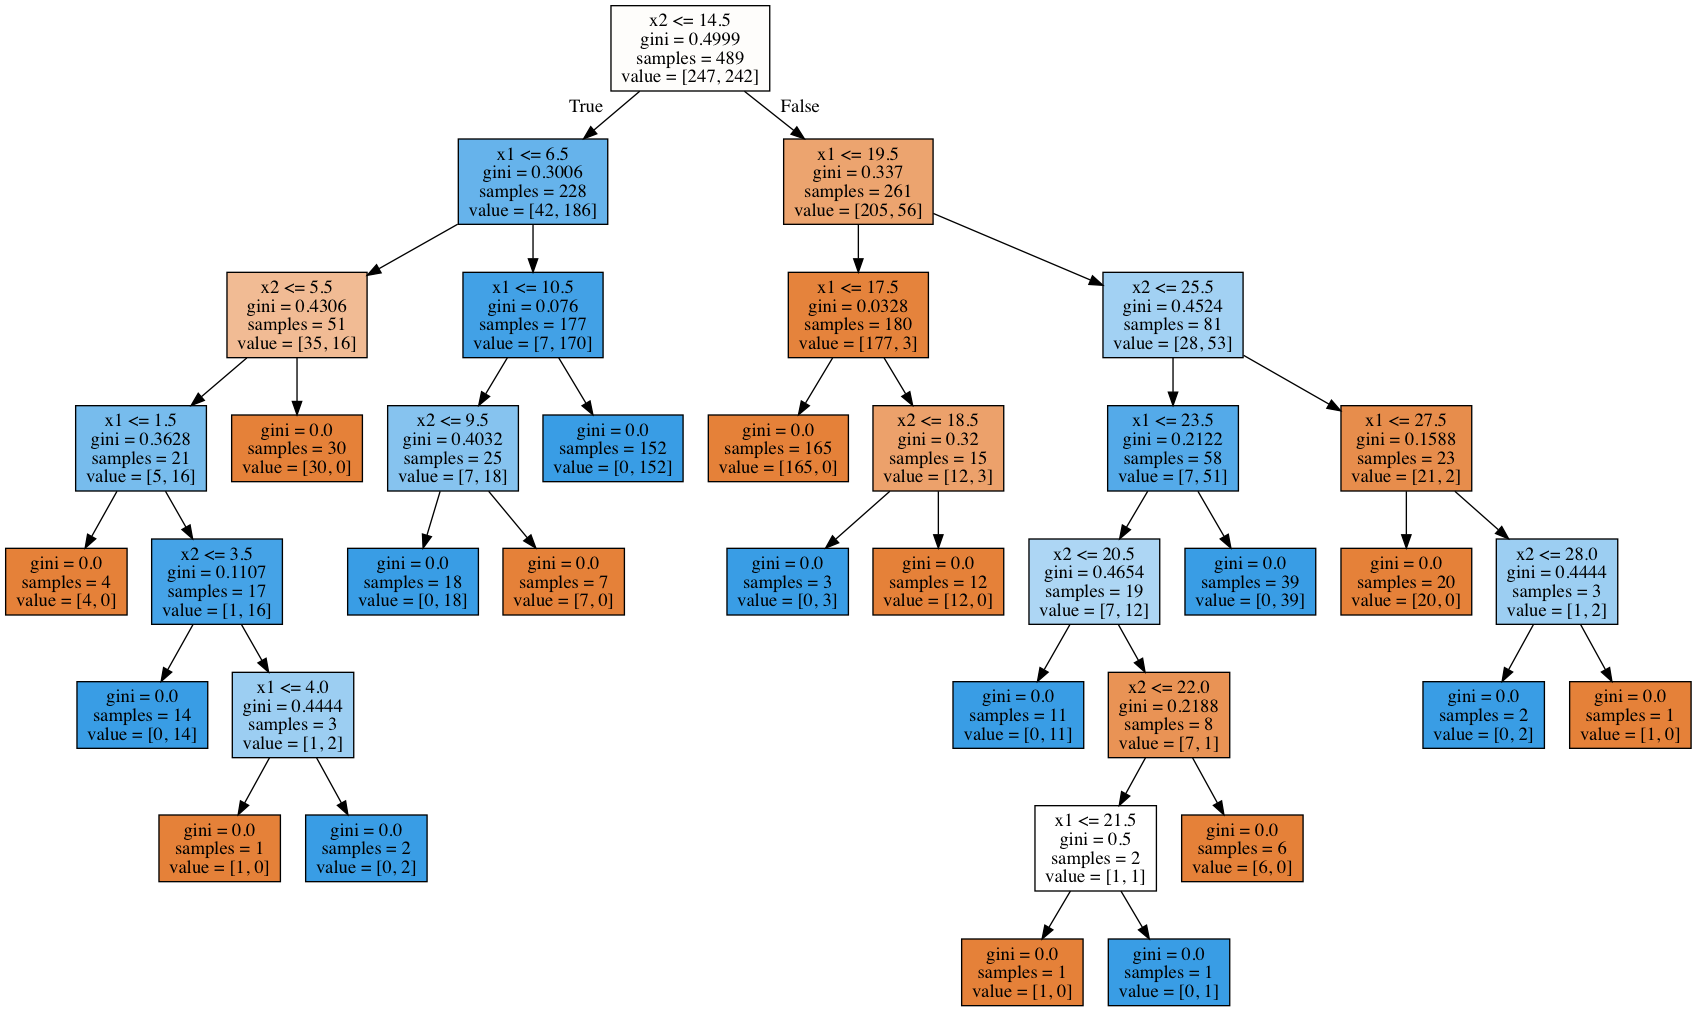 x2 <= 14.5
gini = 0.4999
samples = 489
value = [247, 242]
True
False
x1 <= 6.5
gini = 0.3006
samples = 228
value = [42, 186]
x1 <= 19.5
gini = 0.337
samples = 261
value = [205, 56]
x2 <= 5.5
gini = 0.4306
samples = 51
value = [35, 16]
x1 <= 10.5
gini = 0.076
samples = 177
value = [7, 170]
x1 <= 17.5
gini = 0.0328
samples = 180
value = [177, 3]
x2 <= 25.5
gini = 0.4524
samples = 81
value = [28, 53]
x1 <= 1.5
gini = 0.3628
samples = 21
value = [5, 16]
gini = 0.0
samples = 30
value = [30, 0]
x2 <= 9.5
gini = 0.4032
samples = 25
value = [7, 18]
gini = 0.0
samples = 152
value = [0, 152]
gini = 0.0
samples = 165
value = [165, 0]
x2 <= 18.5
gini = 0.32
samples = 15
value = [12, 3]
x1 <= 23.5
gini = 0.2122
samples = 58
value = [7, 51]
x1 <= 27.5
gini = 0.1588
samples = 23
value = [21, 2]
gini = 0.0
samples = 4
value = [4, 0]
x2 <= 3.5
gini = 0.1107
samples = 17
value = [1, 16]
gini = 0.0
samples = 18
value = [0, 18]
gini = 0.0
samples = 7
value = [7, 0]
gini = 0.0
samples = 3
value = [0, 3]
gini = 0.0
samples = 12
value = [12, 0]
x2 <= 20.5
gini = 0.4654
samples = 19
value = [7, 12]
gini = 0.0
samples = 39
value = [0, 39]
gini = 0.0
samples = 20
value = [20, 0]
x2 <= 28.0
gini = 0.4444
samples = 3
value = [1, 2]
gini = 0.0
samples = 14
value = [0, 14]
x1 <= 4.0
gini = 0.4444
samples = 3
value = [1, 2]
gini = 0.0
samples = 11
value = [0, 11]
x2 <= 22.0
gini = 0.2188
samples = 8
value = [7, 1]
gini = 0.0
samples = 2
value = [0, 2]
gini = 0.0
samples = 1
value = [1, 0]
gini = 0.0
samples = 1
value = [1, 0]
gini = 0.0
samples = 2
value = [0, 2]
x1 <= 21.5
gini = 0.5
samples = 2
value = [1, 1]
gini = 0.0
samples = 6
value = [6, 0]
gini = 0.0
samples = 1
value = [1, 0]
gini = 0.0
samples = 1
value = [0, 1]